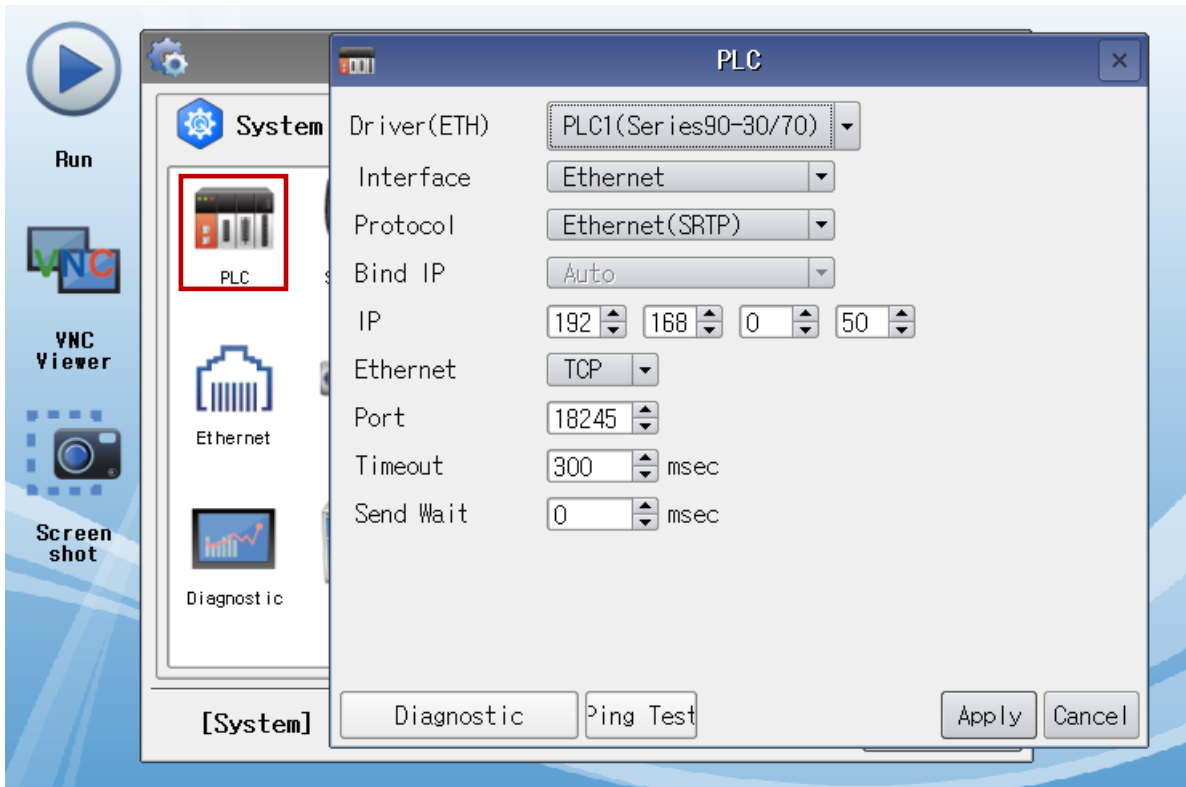 Run
VNC
VNC
Viewer
Screen
shot
System
PLC
S
Ethernet
Diagnostic
[System]
PLC
Driver(ETH) PLC1(Series90-30/70)
Interface Ethernet
Protocol Ethernet(SRTP)
Bind IP Auto
IP 192 168 0 50
Ethernet TCP
Port 18245
Timeout 300 msec
Send Wait 0 msec
Diagnostic Ping Test Apply Cancel